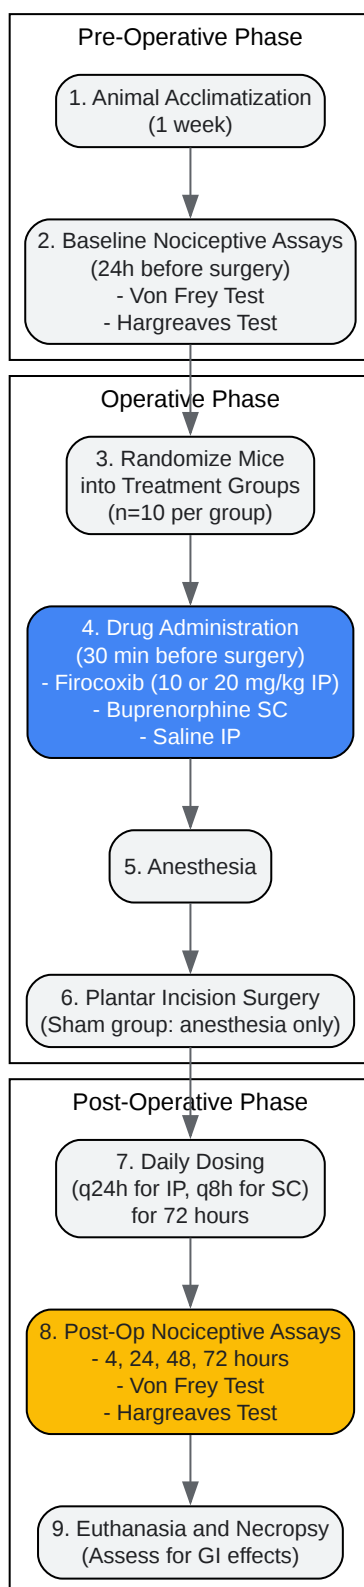 Pre-Operative Phase
1. Animal Acclimatization
(1 week)
2. Baseline Nociceptive Assays
(24h before surgery)
- Von Frey Test
- Hargreaves Test
Operative Phase
3. Randomize Mice
into Treatment Groups
(n=10 per group)
4. Drug Administration
(30 min before surgery)
- Firocoxib (10 or 20 mg/kg IP)
- Buprenorphine SC
- Saline IP
5. Anesthesia
6. Plantar Incision Surgery
(Sham group: anesthesia only)
Post-Operative Phase
7. Daily Dosing
(q24h for IP, q8h for SC)
for 72 hours
8. Post-Op Nociceptive Assays
- 4, 24, 48, 72 hours
- Von Frey Test
- Hargreaves Test
9. Euthanasia and Necropsy
(Assess for GI effects)